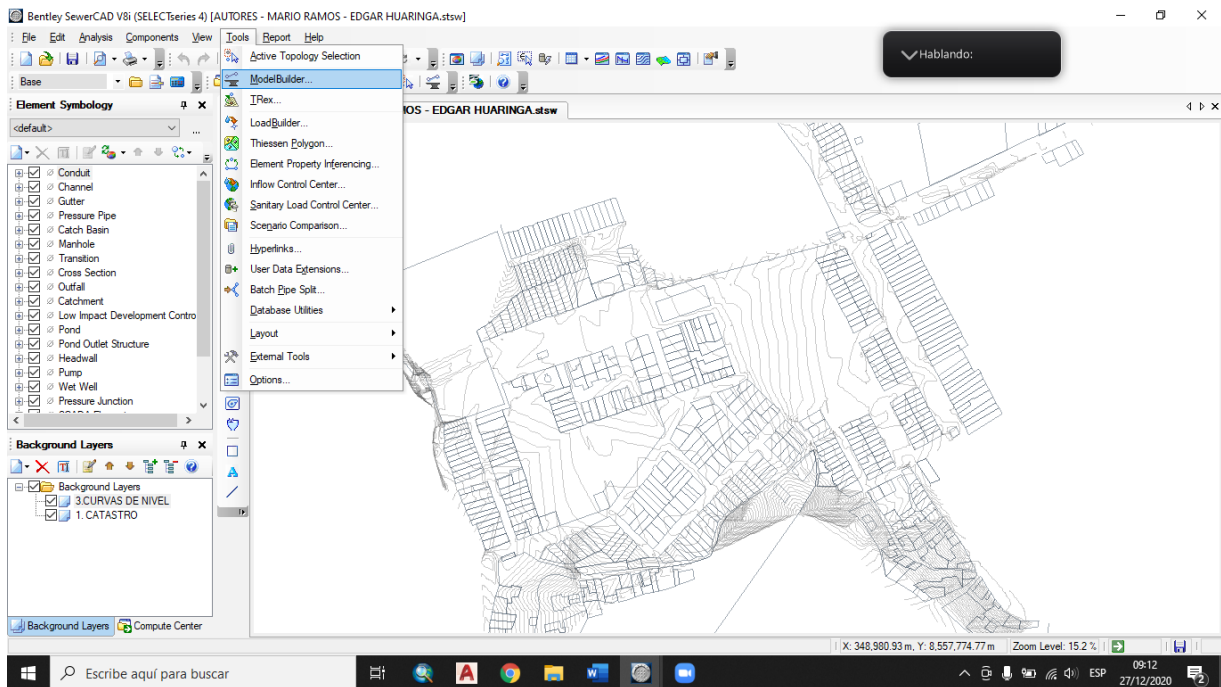 Bentley SewerCAD V8i (SELECTseries 4) [AUTORES - MARIO RAMOS - EDGAR HUARINGA.stsw]
File Edit Analysis Components View Tools Report Help
Base
Element Symbology
<default>
...
Conduit
Channel
Gutter
Pressure Pipe
Catch Basin
Manhole
Transition
Cross Section
Outfall
Catchment
Low Impact Development Contro
Pond
Pond Outlet Structure
Headwall
Pump
Wet Well
Pressure Junction
Active Topology Selection
ModelBuilder...
TRex...
LoadBuilder...
Thiessen Polygon...
Element Property Inferencing...
Inflow Control Center...
Sanitary Load Control Center...
Scenario Comparison...
Hyperlinks...
User Data Extensions...
Batch Pipe Split...
Database Utilities
Layout
External Tools
Options...
OS - EDGAR HUARINGA.stsw
Hablando:
Background Layers
Background Layers
3.CURVAS DE NIVEL
1. CATASTRO
A
Background Layers Compute Center
X: 348,980.93 m, Y: 8,557,774.77 m Zoom Level: 15.2 %
Escribe aquí para buscar
ESP
09:12
27/12/2020
2